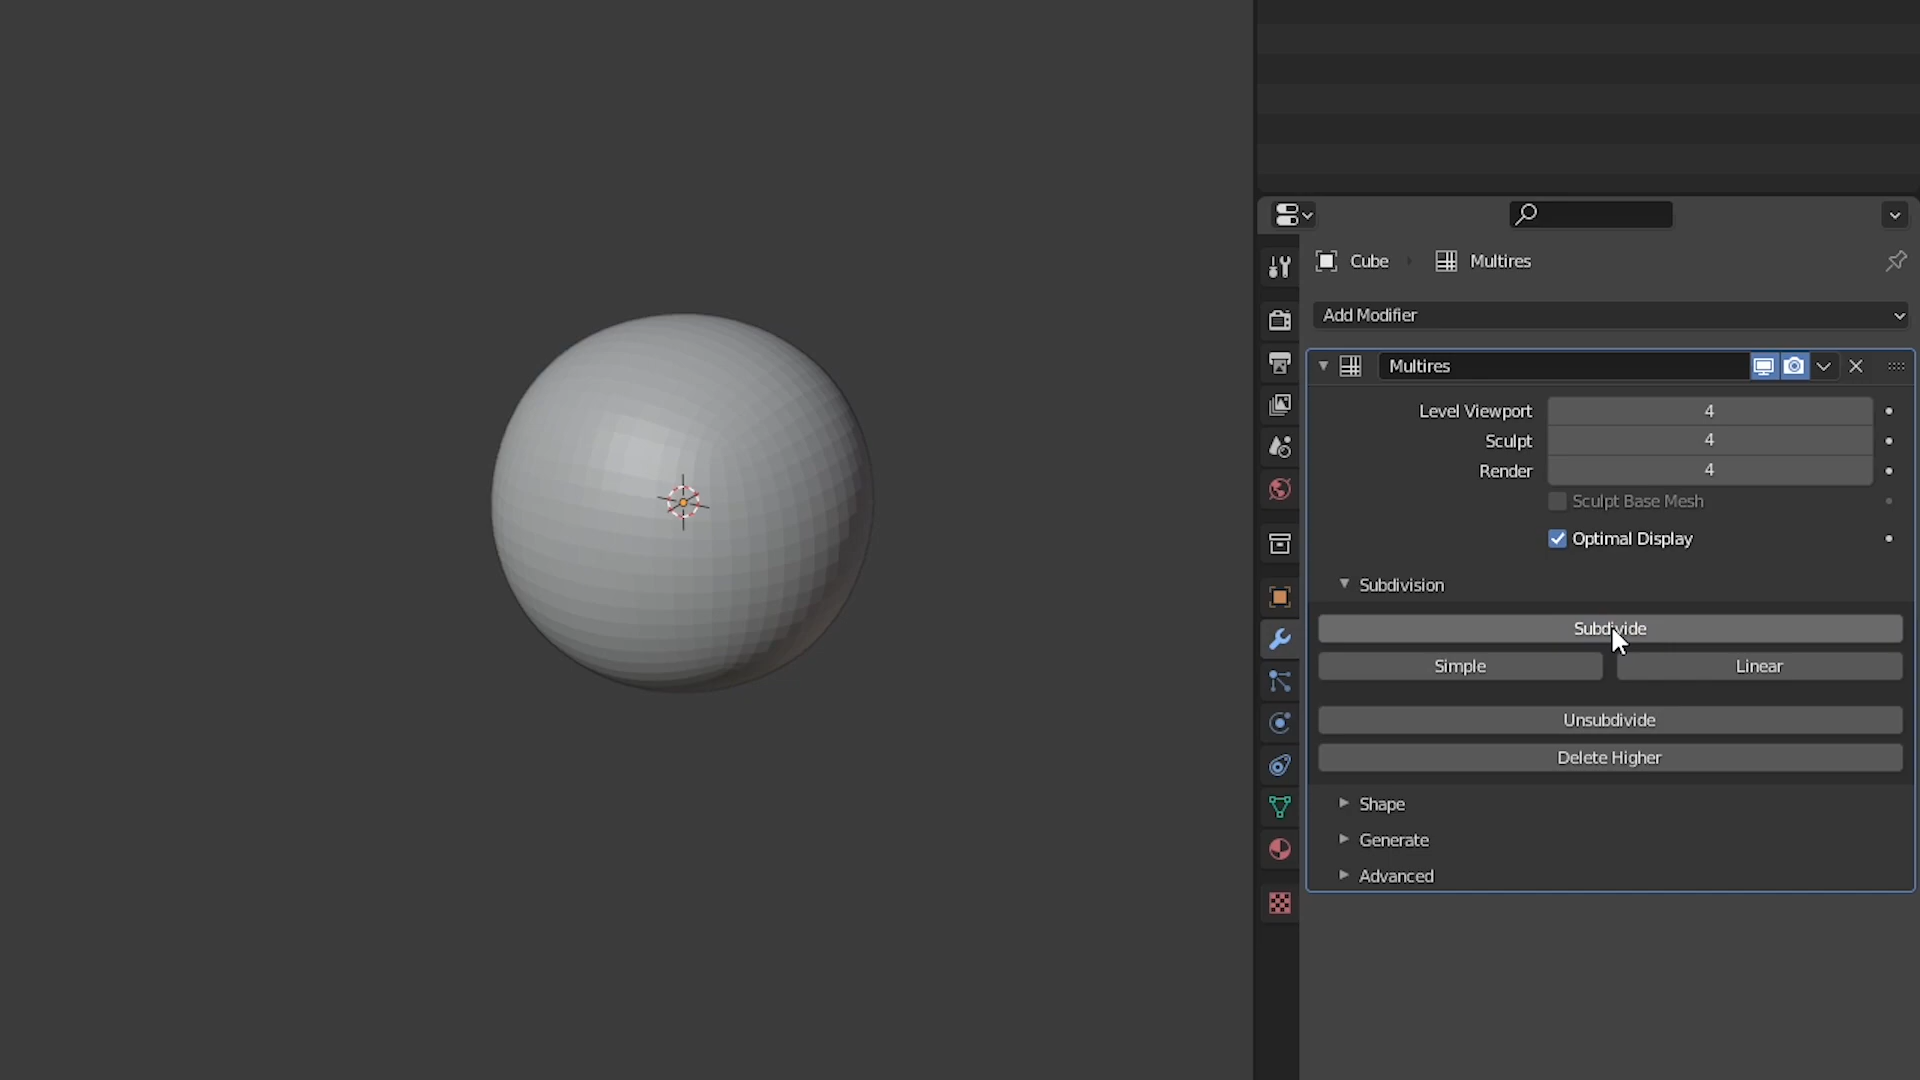 Cube Multires
Add Modifier
Multires
Level Viewport 4
Sculpt 4
Render 4
Sculpt Base Mesh
Optimal Display
Subdivision
Subdivide
Simple Linear
Unsubdivide
Delete Higher
Shape
Generate
Advanced